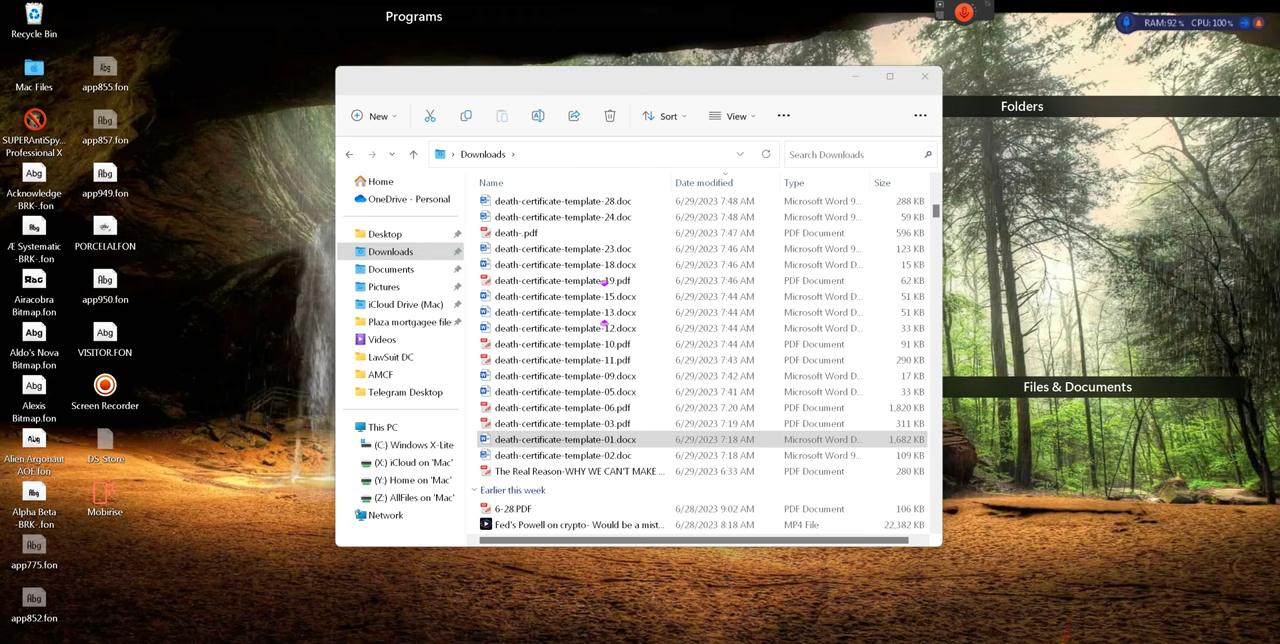 Programs
RAM: 92 % CPU: 100 %
Recycle Bin
Mac Files
app855.fon
SUPERAntiSpy... Professional X
app857.fon
Acknowledge -BRK-.fon
app949.fon
Æ Systematic -BRK-.fon
PORCELAI.FON
Airacobra Bitmap.fon
app950.fon
Aldo's Nova Bitmap.fon
VISITOR.FON
Alexis Bitmap.fon
Screen Recorder
Alien Argonaut AOE.fon
DS_Store
Alpha Beta -BRK-.fon
Mobirise
app775.fon
app852.fon
New
Sort
View
Downloads
Search Downloads
Home
OneDrive - Personal
Desktop
Downloads
Documents
Pictures
iCloud Drive (Mac)
Plaza mortgagee file
Videos
LawSuit DC
AMCF
Telegram Desktop
This PC
(C:) Windows X-Lite
(X:) iCloud on 'Mac'
(Y:) Home on 'Mac'
(Z:) AllFiles on 'Mac'
Network
Name Date modified Type Size
death-certificate-template-28.doc 6/29/2023 7:48 AM Microsoft Word 9... 288 KB
death-certificate-template-24.doc 6/29/2023 7:48 AM Microsoft Word 9... 59 KB
death-.pdf 6/29/2023 7:47 AM PDF Document 596 KB
death-certificate-template-23.doc 6/29/2023 7:46 AM Microsoft Word 9... 123 KB
death-certificate-template-18.docx 6/29/2023 7:46 AM Microsoft Word D... 15 KB
death-certificate-template-19.pdf 6/29/2023 7:46 AM PDF Document 62 KB
death-certificate-template-15.docx 6/29/2023 7:44 AM Microsoft Word D... 51 KB
death-certificate-template-13.docx 6/29/2023 7:44 AM Microsoft Word D... 51 KB
death-certificate-template-12.docx 6/29/2023 7:44 AM Microsoft Word D... 33 KB
death-certificate-template-10.pdf 6/29/2023 7:44 AM PDF Document 91 KB
death-certificate-template-11.pdf 6/29/2023 7:43 AM PDF Document 290 KB
death-certificate-template-09.docx 6/29/2023 7:42 AM Microsoft Word D... 17 KB
death-certificate-template-05.docx 6/29/2023 7:41 AM Microsoft Word D... 33 KB
death-certificate-template-06.pdf 6/29/2023 7:20 AM PDF Document 1,820 KB
death-certificate-template-03.pdf 6/29/2023 7:19 AM PDF Document 311 KB
death-certificate-template-01.docx 6/29/2023 7:18 AM Microsoft Word D... 1,682 KB
death-certificate-template-02.doc 6/29/2023 7:18 AM Microsoft Word 9... 109 KB
The Real Reason-WHY WE CAN'T MAKE ... 6/29/2023 6:33 AM PDF Document 280 KB
Earlier this week
6-28.PDF 6/28/2023 9:02 AM PDF Document 106 KB
Fed's Powell on crypto- Would be a mist... 6/28/2023 8:18 AM MP4 File 22,382 KB
Folders
Files & Documents